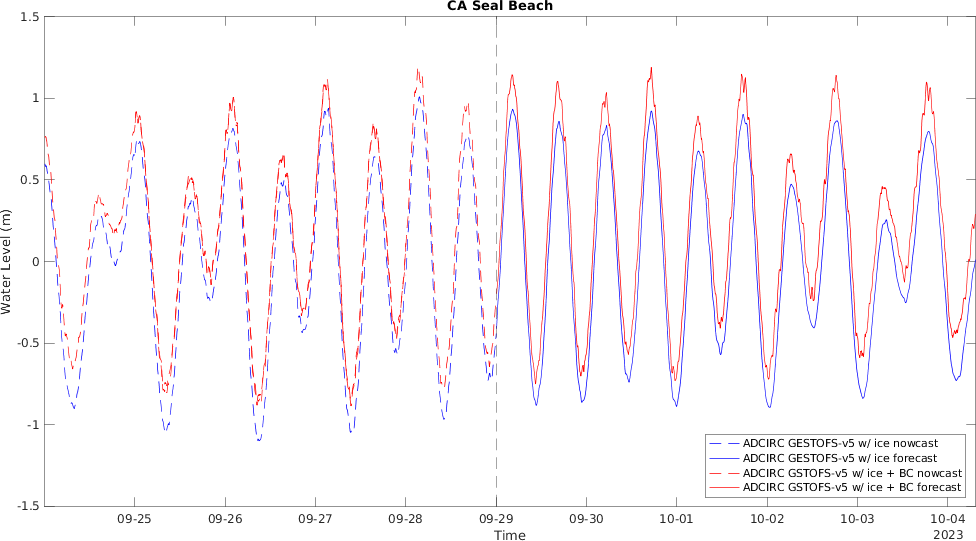 CA Seal Beach
1.5
1
0.5
0
-0.5
-1
-1.5
Water Level (m)
09-25 09-26 09-27 09-28 09-29 09-30 10-01 10-02 10-03 10-04
Time
2023
ADCIRC GESTOFS-v5 w/ ice nowcast
ADCIRC GESTOFS-v5 w/ ice forecast
ADCIRC GSTOFS-v5 w/ ice + BC nowcast
ADCIRC GSTOFS-v5 w/ ice + BC forecast